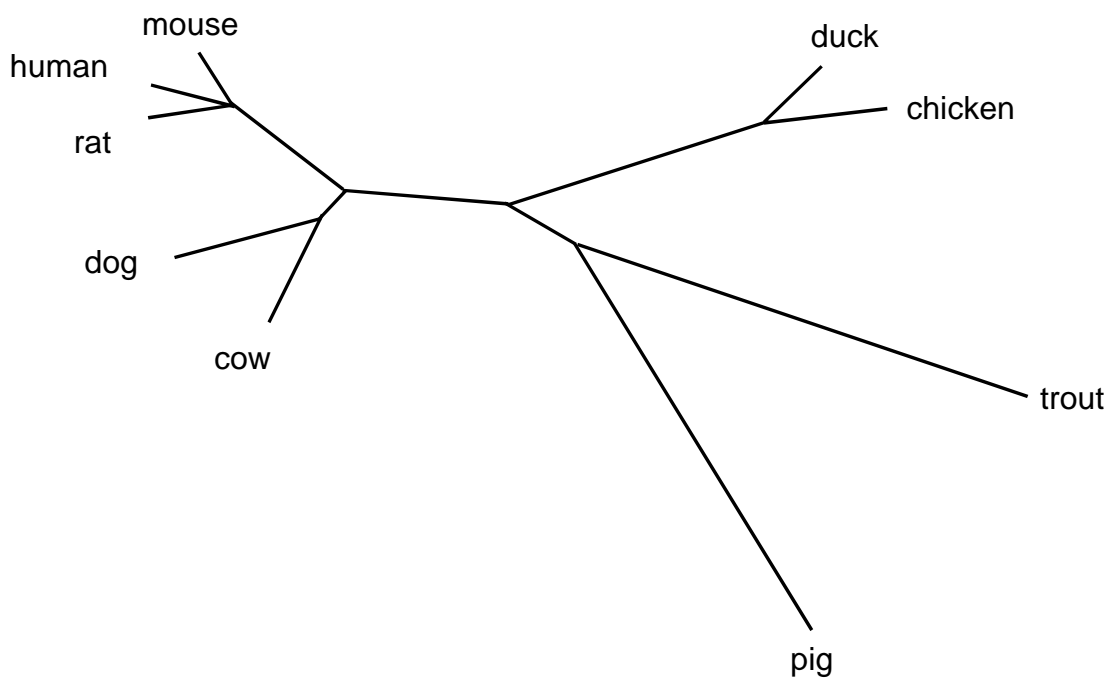 mouse
human
rat
dog
cow
duck
chicken
trout
pig